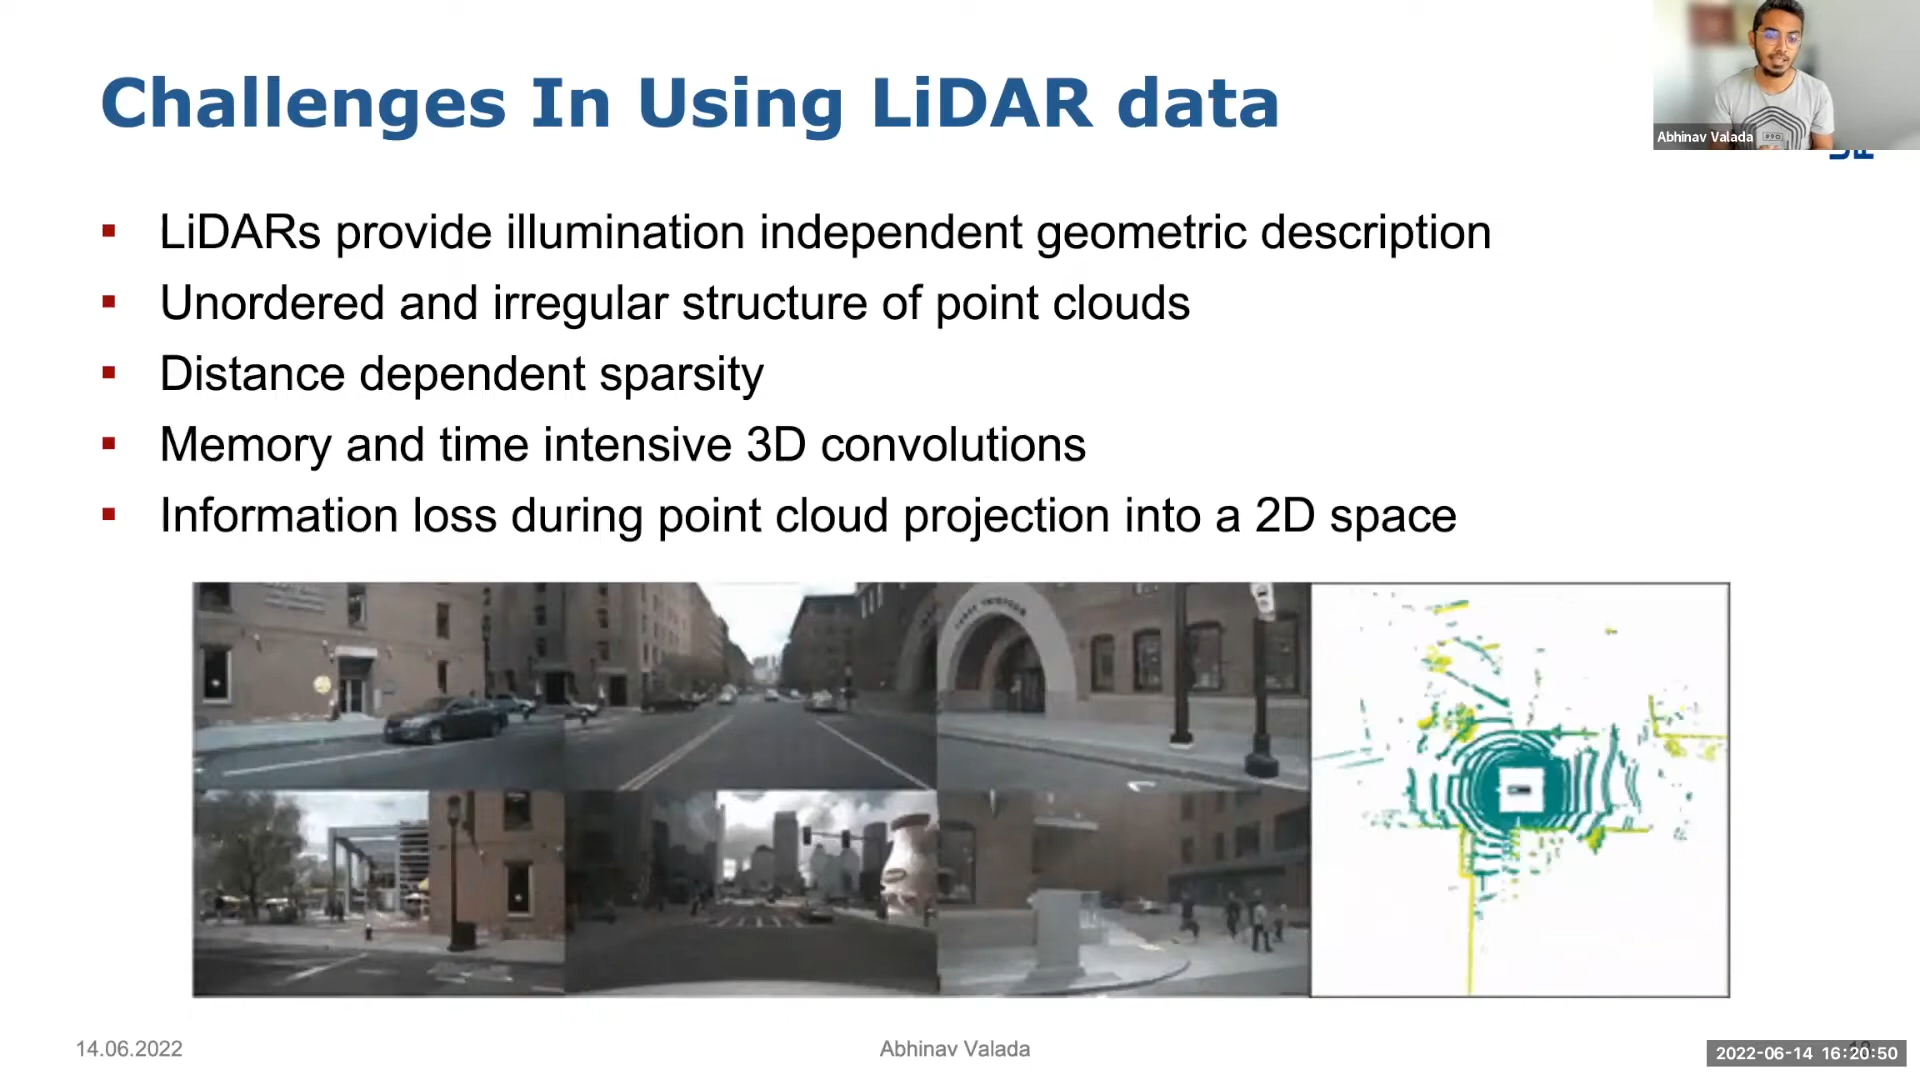 Challenges In Using LiDAR data
Abhinav Valada
LiDARs provide illumination independent geometric description
Unordered and irregular structure of point clouds
Distance dependent sparsity
Memory and time intensive 3D convolutions
Information loss during point cloud projection into a 2D space
14.06.2022
Abhinav Valada
2022-06-14 16:20:50